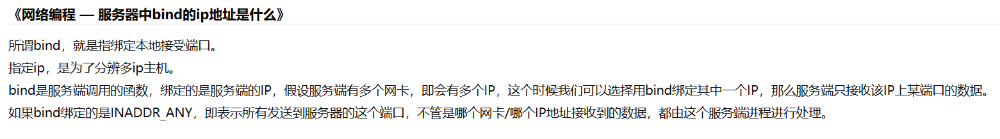 《网络编程 — 服务器中bind的ip地址是什么》
所谓bind，就是指绑定本地接受端口。
指定ip，是为了分辨多ip主机。
bind是服务端调用的函数，绑定的是服务端的IP，假设服务端有多个网卡，即会有多个IP，这个时候我们可以选择用bind绑定其中一个IP，那么服务端只接收该IP上某端口的数据。
如果bind绑定的是INADDR_ANY，即表示所有发送到服务器的这个端口，不管是哪个网卡/哪个IP地址接收到的数据，都由这个服务端进程进行处理。